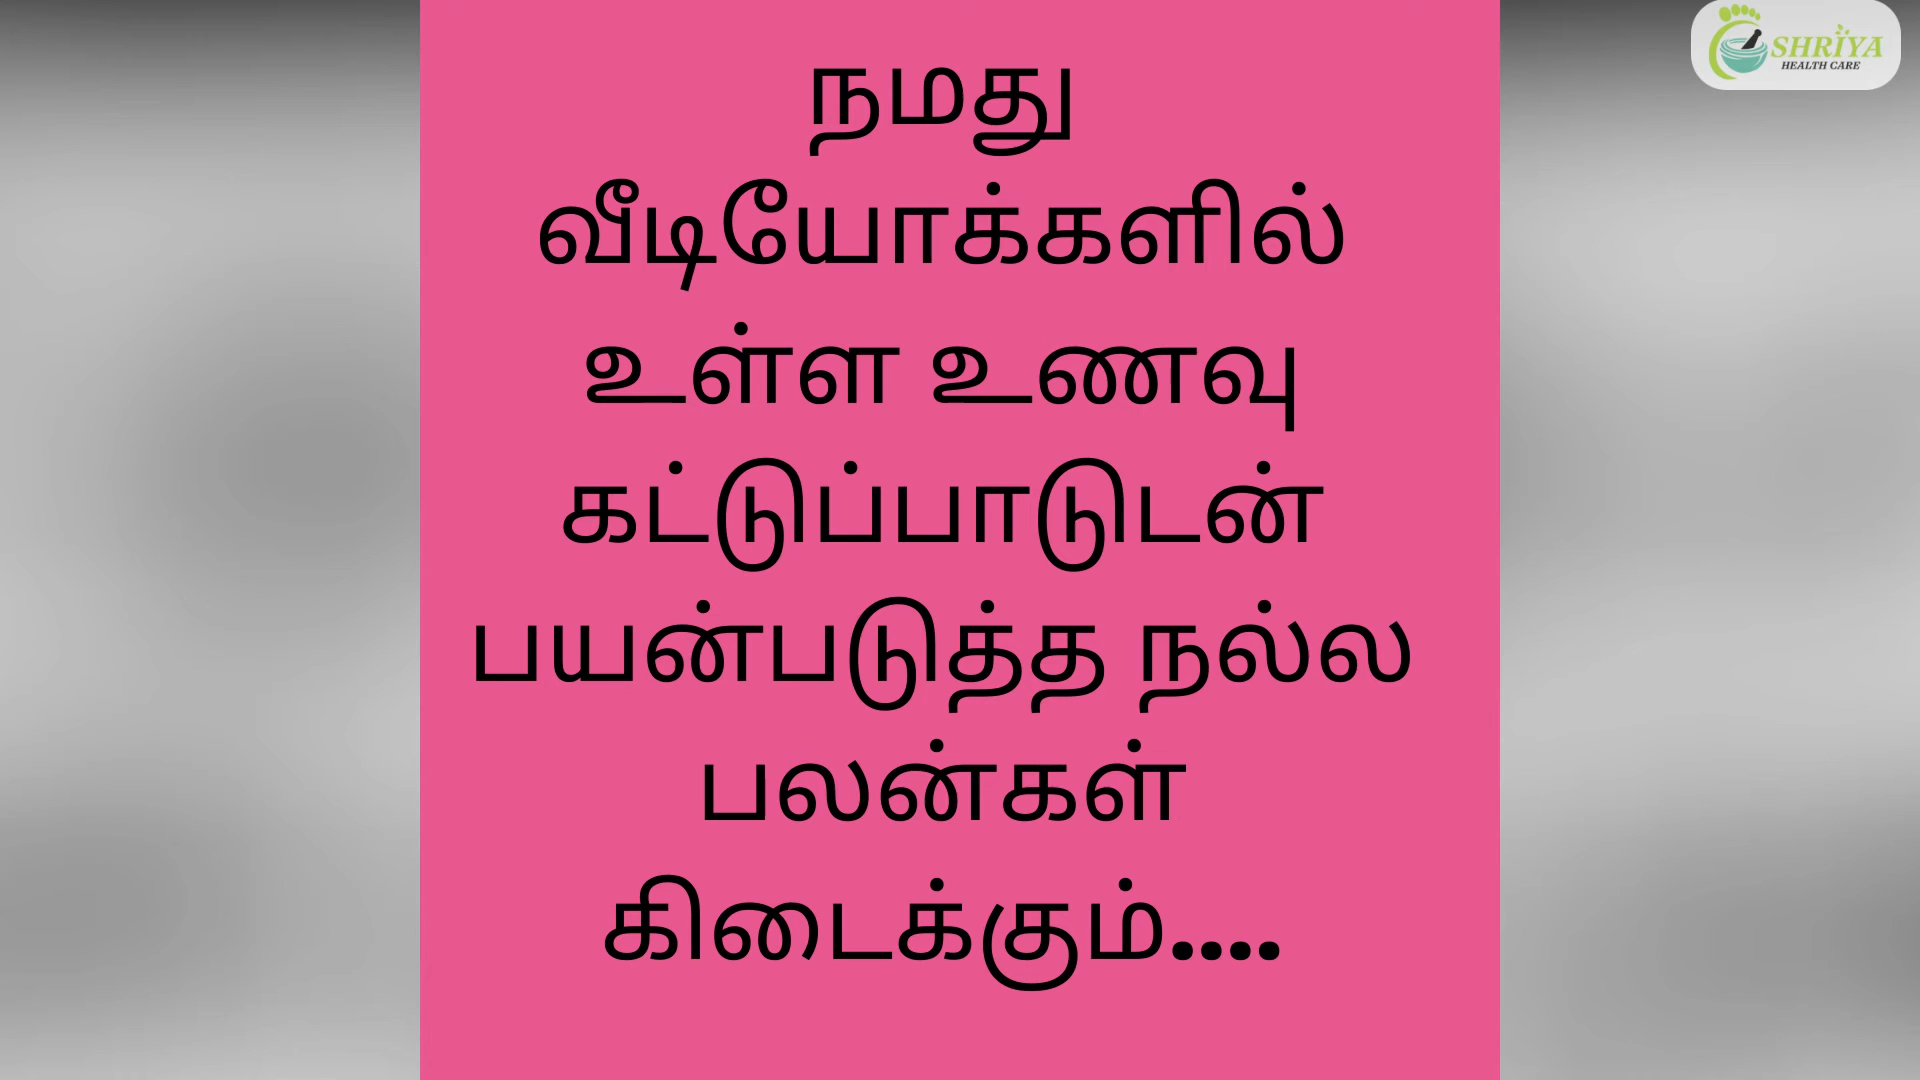 நமது
வீடியோக்களில்
உள்ள உணவு
கட்டுப்பாடுடன்
பயன்படுத்த நல்ல
பலன்கள்
கிடைக்கும்....
SHRIYA
HEALTH CARE